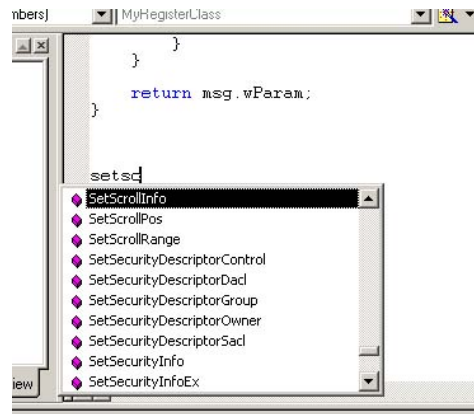 mbers)
MyRegisterClass
}
}
return msg.wParam;
}
setsc
SetScrollInfo
SetScrollPos
SetScrollRange
SetSecurityDescriptorControl
SetSecurityDescriptorDacl
SetSecurityDescriptorGroup
SetSecurityDescriptorOwner
SetSecurityDescriptorSacl
SetSecurityInfo
SetSecurityInfoEx
iew